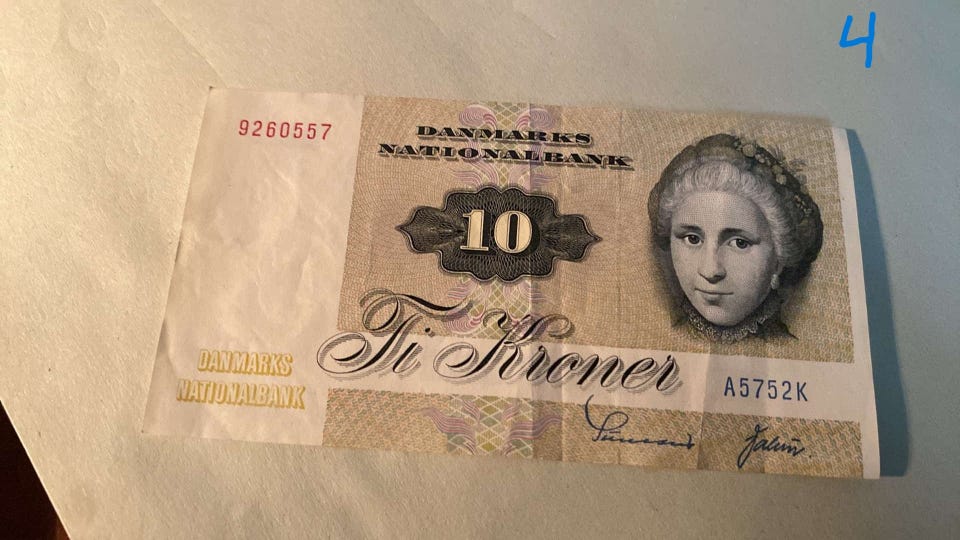 4
9260557
DANMARKS
NATIONALBANK
10
Ti Kroner
A5752K
DANMARKS
NATIONALBANK